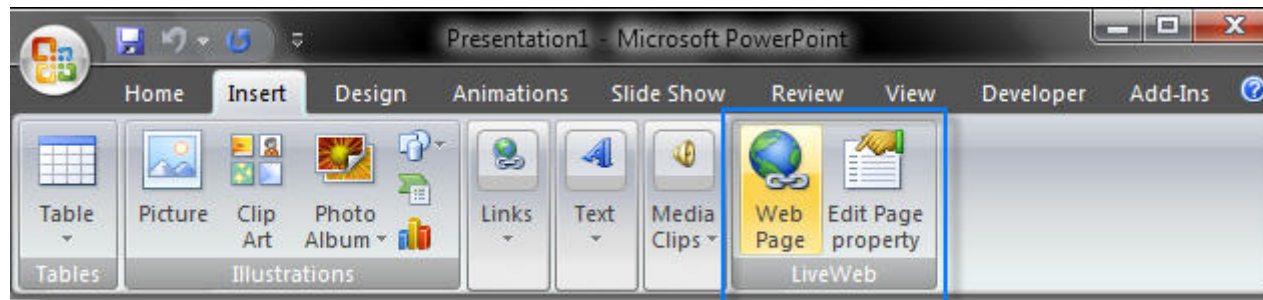 Presentation1 - Microsoft PowerPoint
Home Insert Design Animations Slide Show Review View Developer Add-Ins
Table Picture Clip Photo Links Text Media Web Edit Page
Art Album Clips Page property
Tables Illustrations LiveWeb